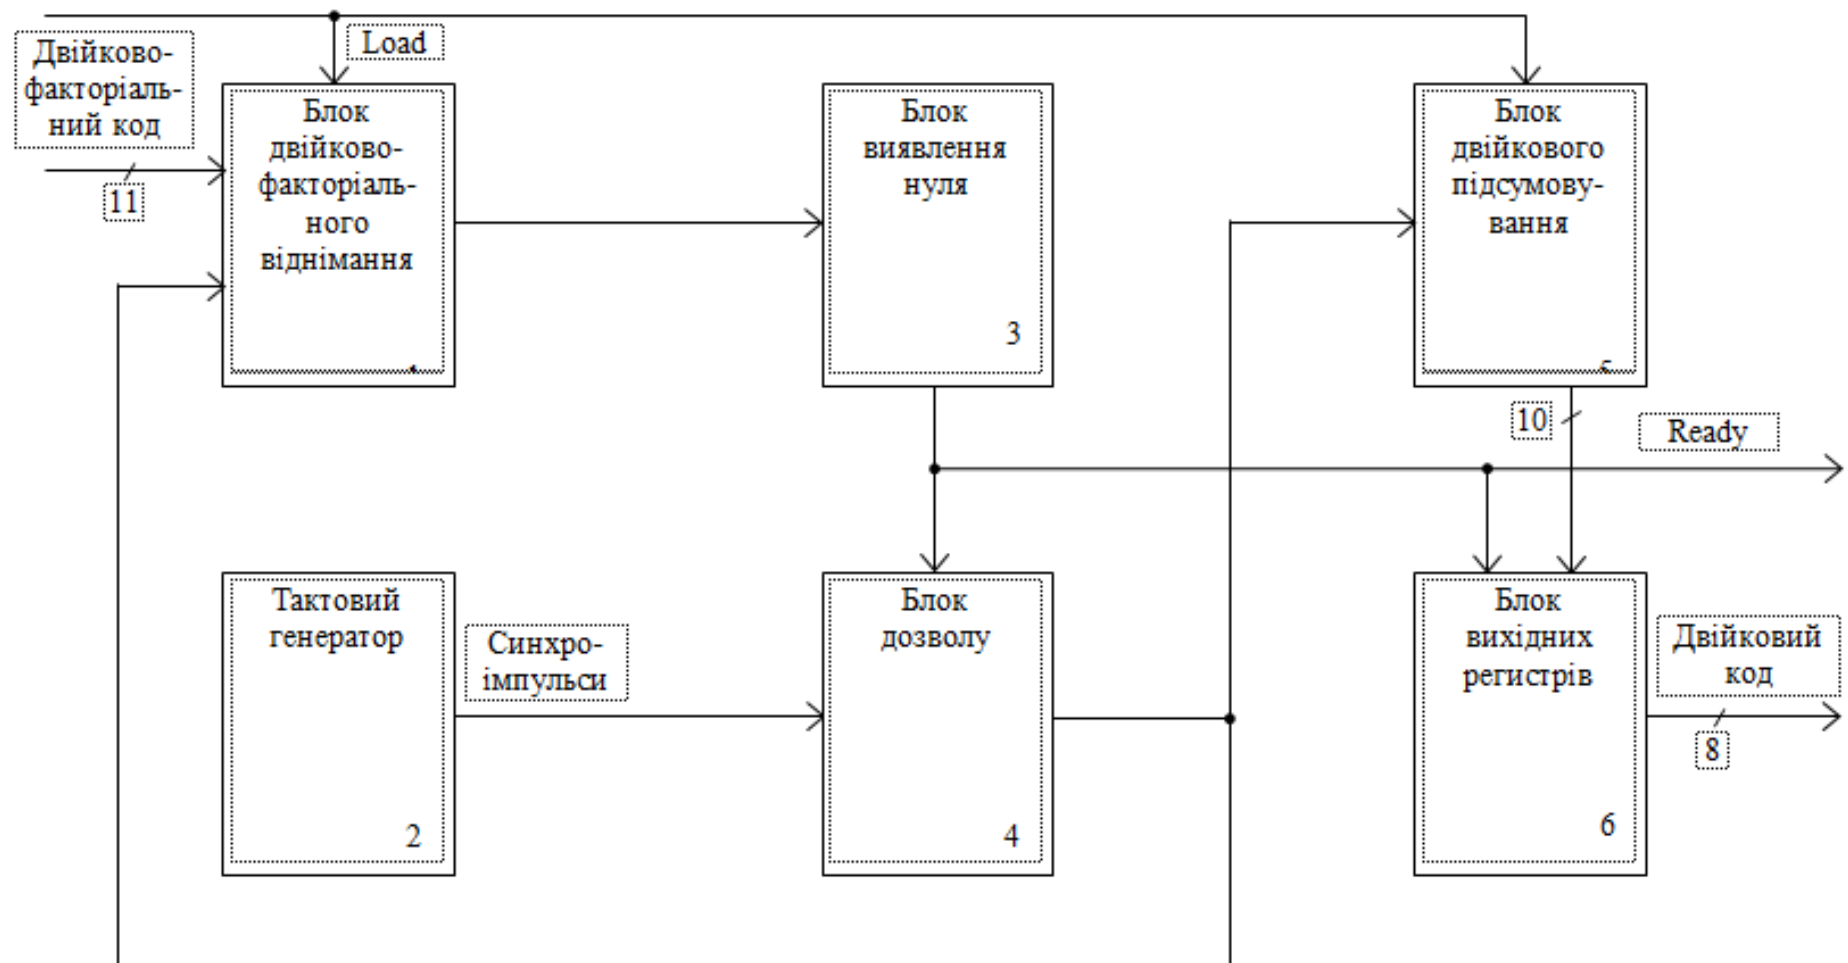 Load
Двійково-
факторіаль-
ний код
11
Блок
двійково-
факторіаль-
ного
віднімання
Блок
виявлення
нуля
3
Блок
двійкового
підсумову-
вання
10
Ready
Тактовий
генератор
2
Синхро-
імпульси
Блок
дозволу
4
Блок
вихідних
регистрів
6
Двійковий
код
8